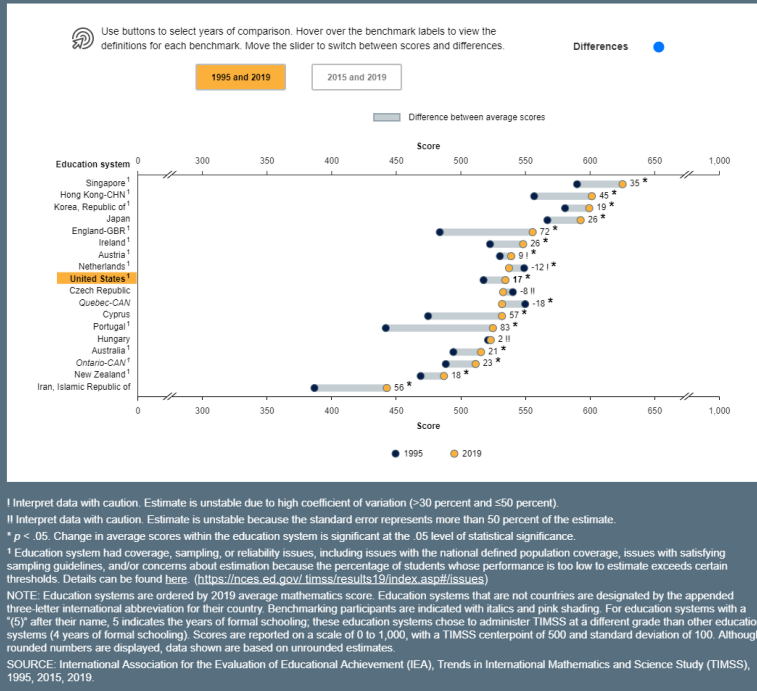 Use buttons to select years of comparison. Hover over the benchmark labels to view the
definitions for each benchmark. Move the slider to switch between scores and differences.
Differences
1995 and 2019
2015 and 2019
Difference between average scores
Score
Education system
0 300 350 400 450 500 550 600 650 1,000
Singapore¹ 35 *
Hong Kong-CHN¹ 45 *
Korea, Republic of¹ 19 *
Japan 26 *
England-GBR¹ 72 *
Ireland¹ 26 *
Austria¹ 9 ! *
Netherlands¹ -12 ! *
United States¹ 17 *
Czech Republic -8 !!
Quebec-CAN -18 *
Cyprus 57 *
Portugal¹ 83 *
Hungary 2 !!
Australia¹ 21 *
Ontario-CAN¹ 23 *
New Zealand¹ 18 *
Iran, Islamic Republic of 56 *
0 300 350 400 450 500 550 600 650 1,000
Score
1995 2019
! Interpret data with caution. Estimate is unstable due to high coefficient of variation (>30 percent and ≤50 percent).
!! Interpret data with caution. Estimate is unstable because the standard error represents more than 50 percent of the estimate.
* p < .05. Change in average scores within the education system is significant at the .05 level of statistical significance.
¹ Education system had coverage, sampling, or reliability issues, including issues with the national defined population coverage, issues with satisfying
sampling guidelines, and/or concerns about estimation because the percentage of students whose performance is too low to estimate exceeds certain
thresholds. Details can be found here. (https://nces.ed.gov/ timss/results19/index.asp#/issues)
NOTE: Education systems are ordered by 2019 average mathematics score. Education systems that are not countries are designated by the appended
three-letter international abbreviation for their country. Benchmarking participants are indicated with italics and pink shading. For education systems with a
"(5)" after their name, 5 indicates the years of formal schooling; these education systems chose to administer TIMSS at a different grade than other education
systems (4 years of formal schooling). Scores are reported on a scale of 0 to 1,000, with a TIMSS centerpoint of 500 and standard deviation of 100. Although
rounded numbers are displayed, data shown are based on unrounded estimates.
SOURCE: International Association for the Evaluation of Educational Achievement (IEA), Trends in International Mathematics and Science Study (TIMSS),
1995, 2015, 2019.